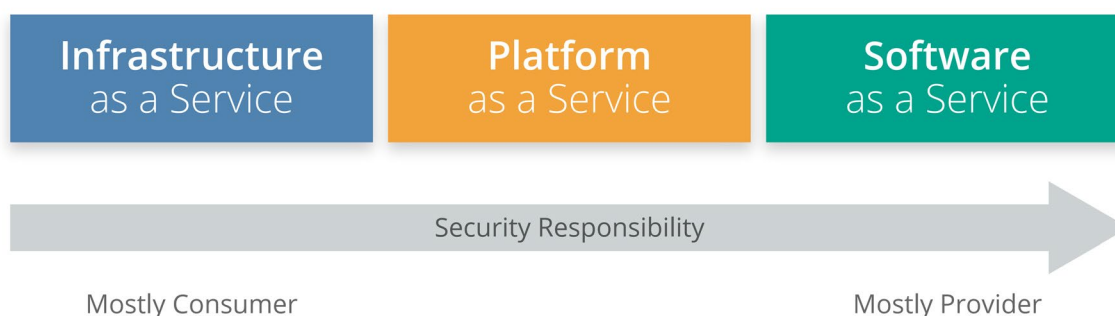 Infrastructure
as a Service
Platform
as a Service
Software
as a Service
Security Responsibility
Mostly Consumer
Mostly Provider